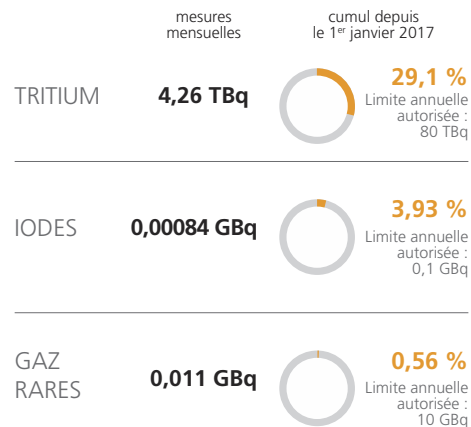 mesures
mensuelles
cumul depuis
le 1er janvier 2017
TRITIUM
4,26 TBq
29,1 %
Limite annuelle
autorisée :
80 TBq
IODES
0,00084 GBq
3,93 %
Limite annuelle
autorisée :
0,1 GBq
GAZ
RARES
0,011 GBq
0,56 %
Limite annuelle
autorisée :
10 GBq